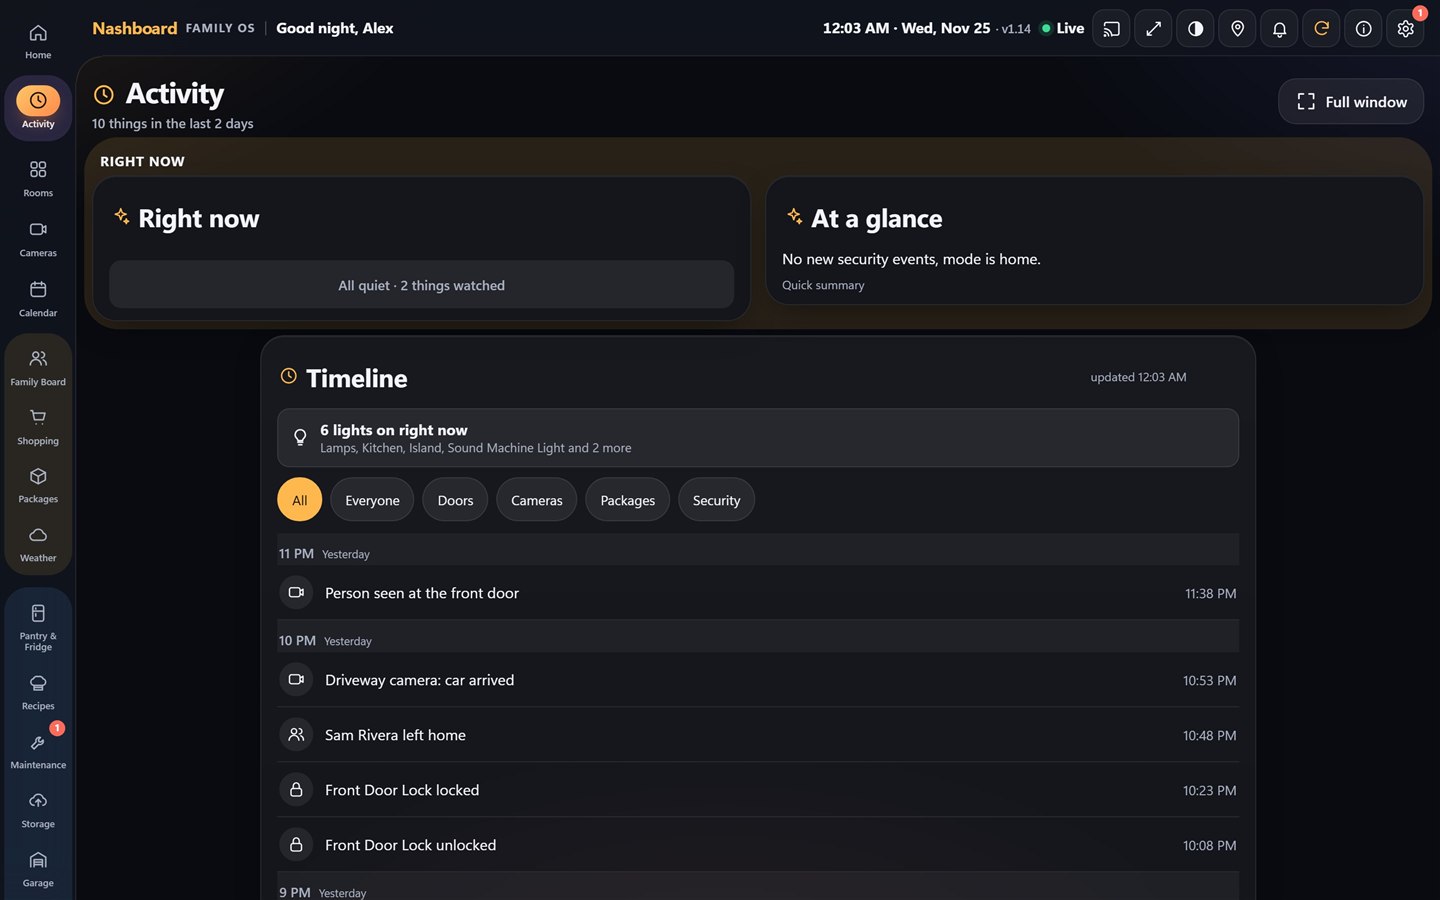 Nashboard FAMILY OS Good night, Alex
12:03 AM · Wed, Nov 25 · v1.14 Live
1
Home
Activity
Rooms
Cameras
Calendar
Family Board
Shopping
Packages
Weather
Pantry &
Fridge
Recipes
1
Maintenance
Storage
Garage
Activity
10 things in the last 2 days
Full window
RIGHT NOW
Right now
All quiet · 2 things watched
At a glance
No new security events, mode is home.
Quick summary
Timeline
updated 12:03 AM
6 lights on right now
Lamps, Kitchen, Island, Sound Machine Light and 2 more
All Everyone Doors Cameras Packages Security
11 PM Yesterday
Person seen at the front door 11:38 PM
10 PM Yesterday
Driveway camera: car arrived 10:53 PM
Sam Rivera left home 10:48 PM
Front Door Lock locked 10:23 PM
Front Door Lock unlocked 10:08 PM
9 PM Yesterday